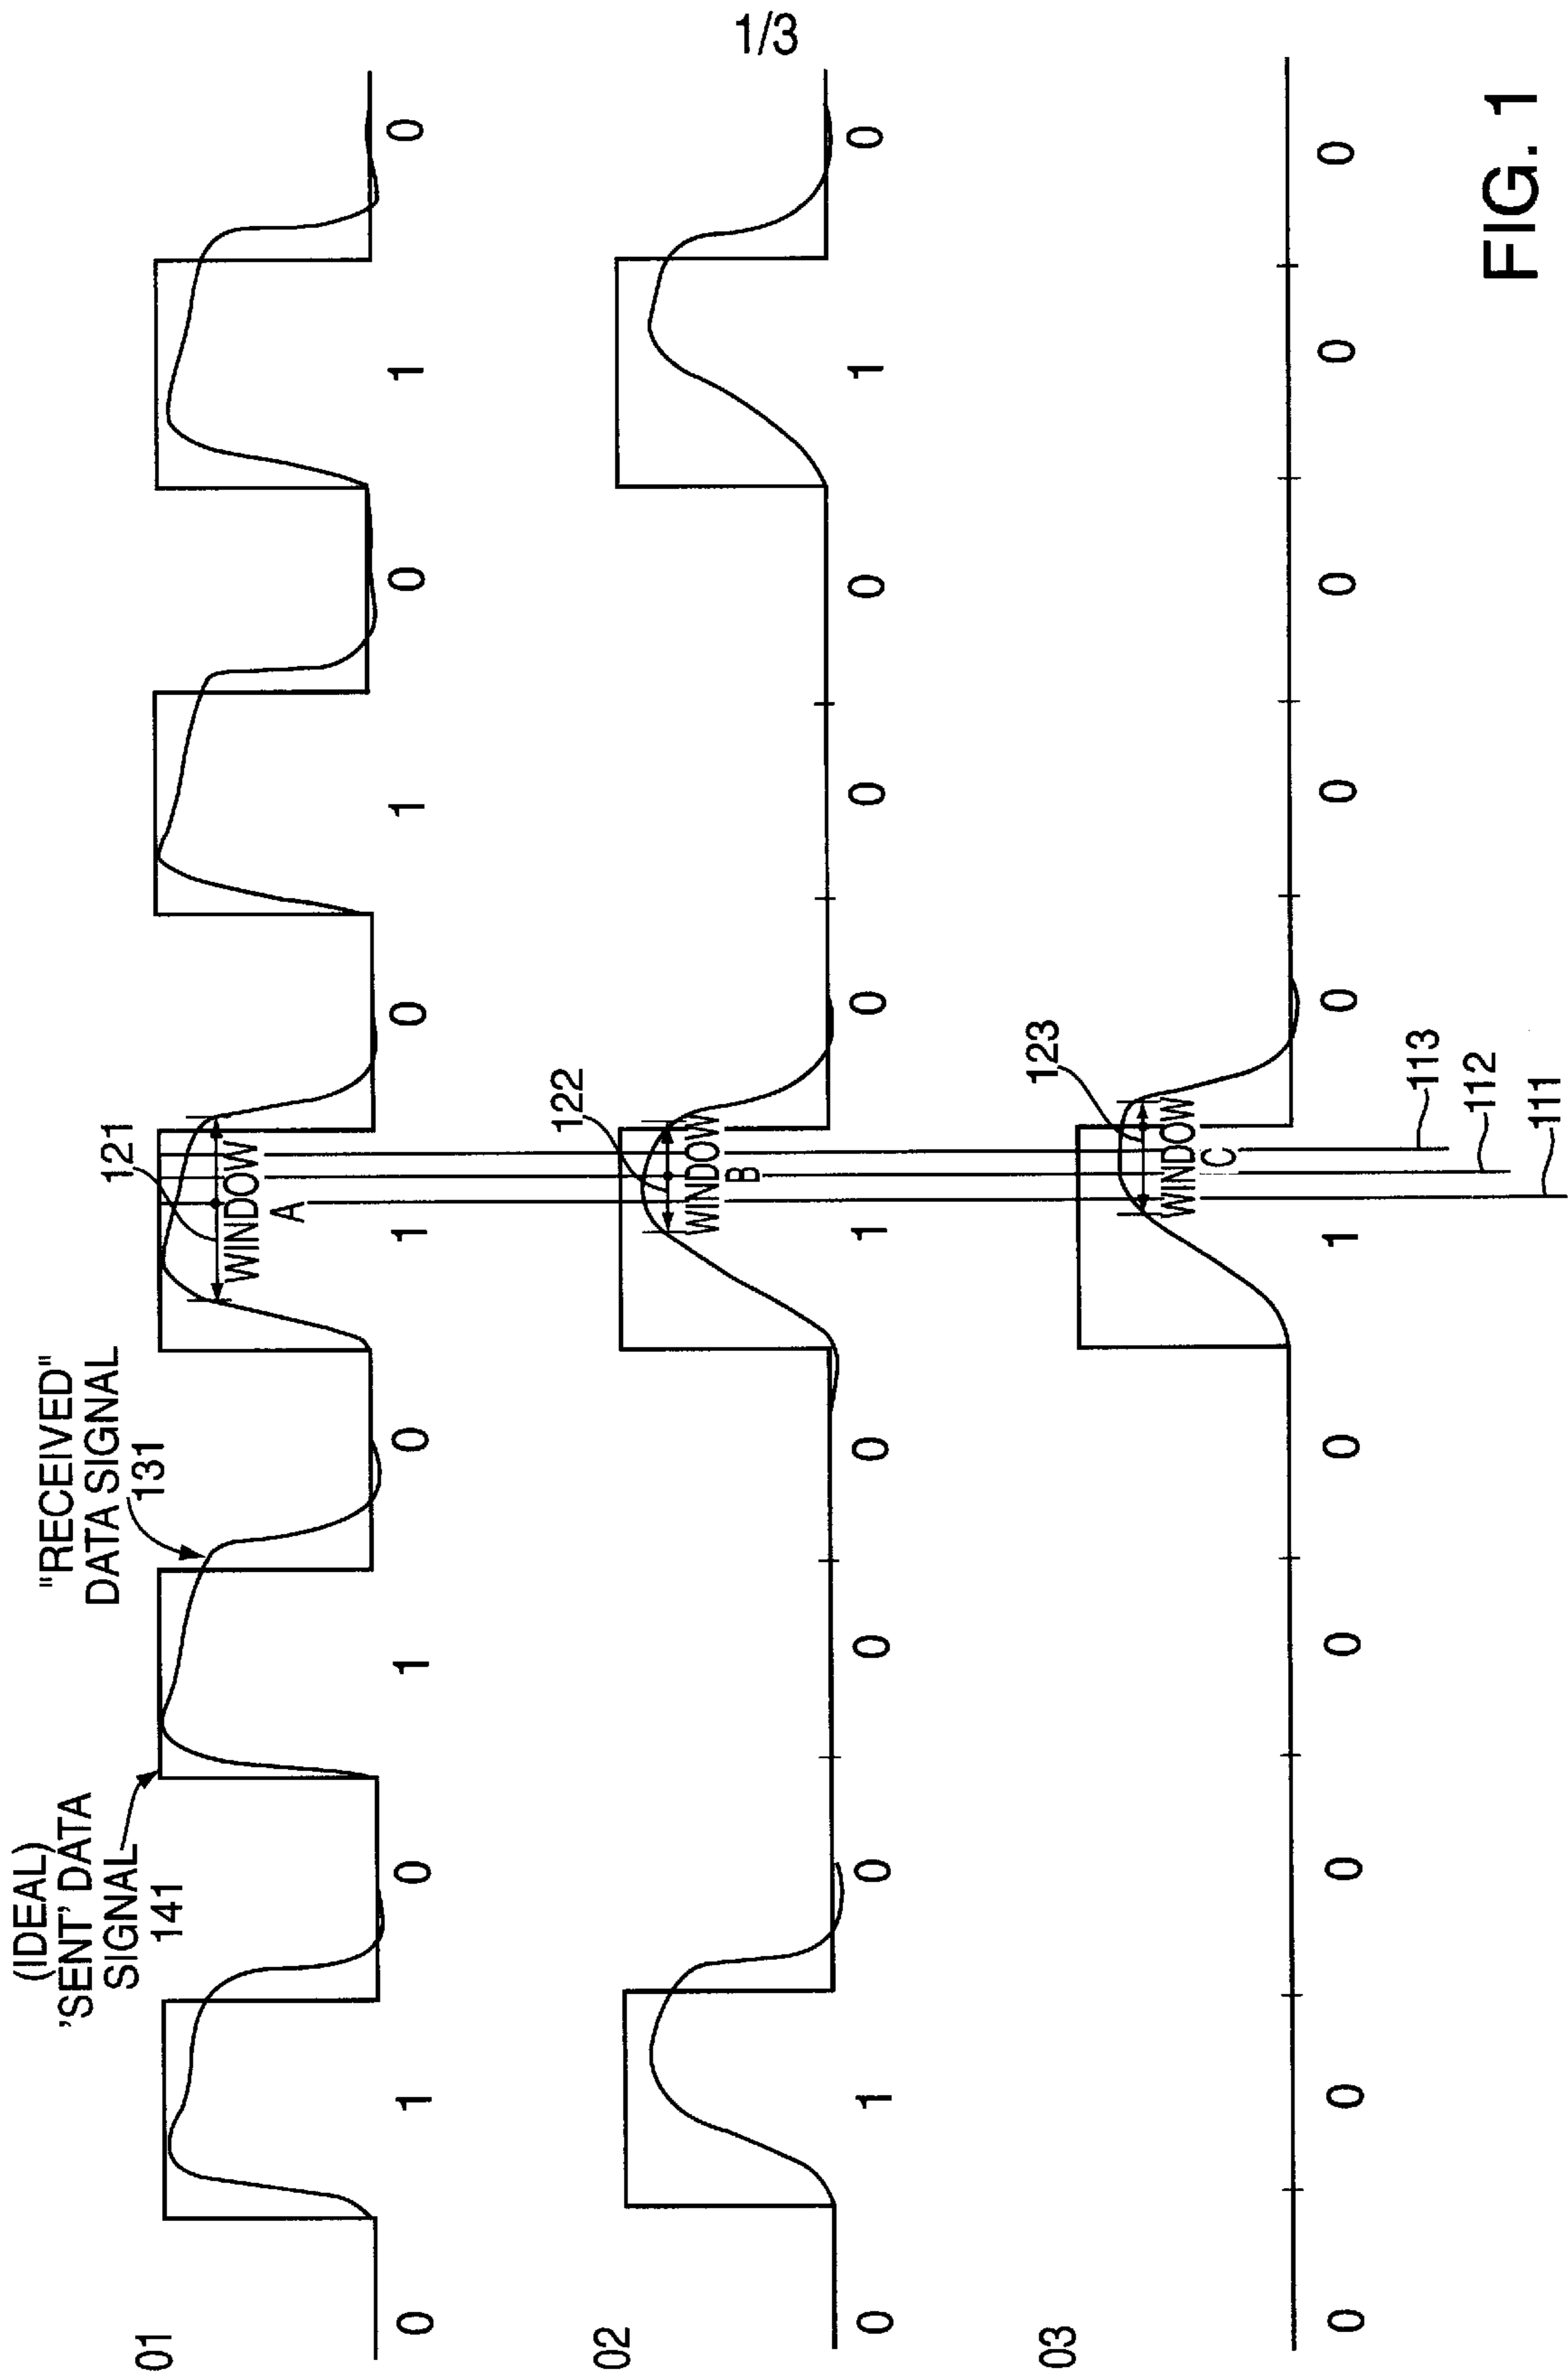 1/3
(IDEAL)
'SENT' DATA
SIGNAL
141
"RECEIVED"
DATA SIGNAL
131
121
01
WINDOW
A
0 1 0 1 0 1 0 1 0 1 0
122
02
WINDOW
B
0 1 0 0 0 1 0 0 0 1 0
123
03
WINDOW
C
0 0 0 0 0 1 0 0 0 0 0
113
112
111
FIG. 1